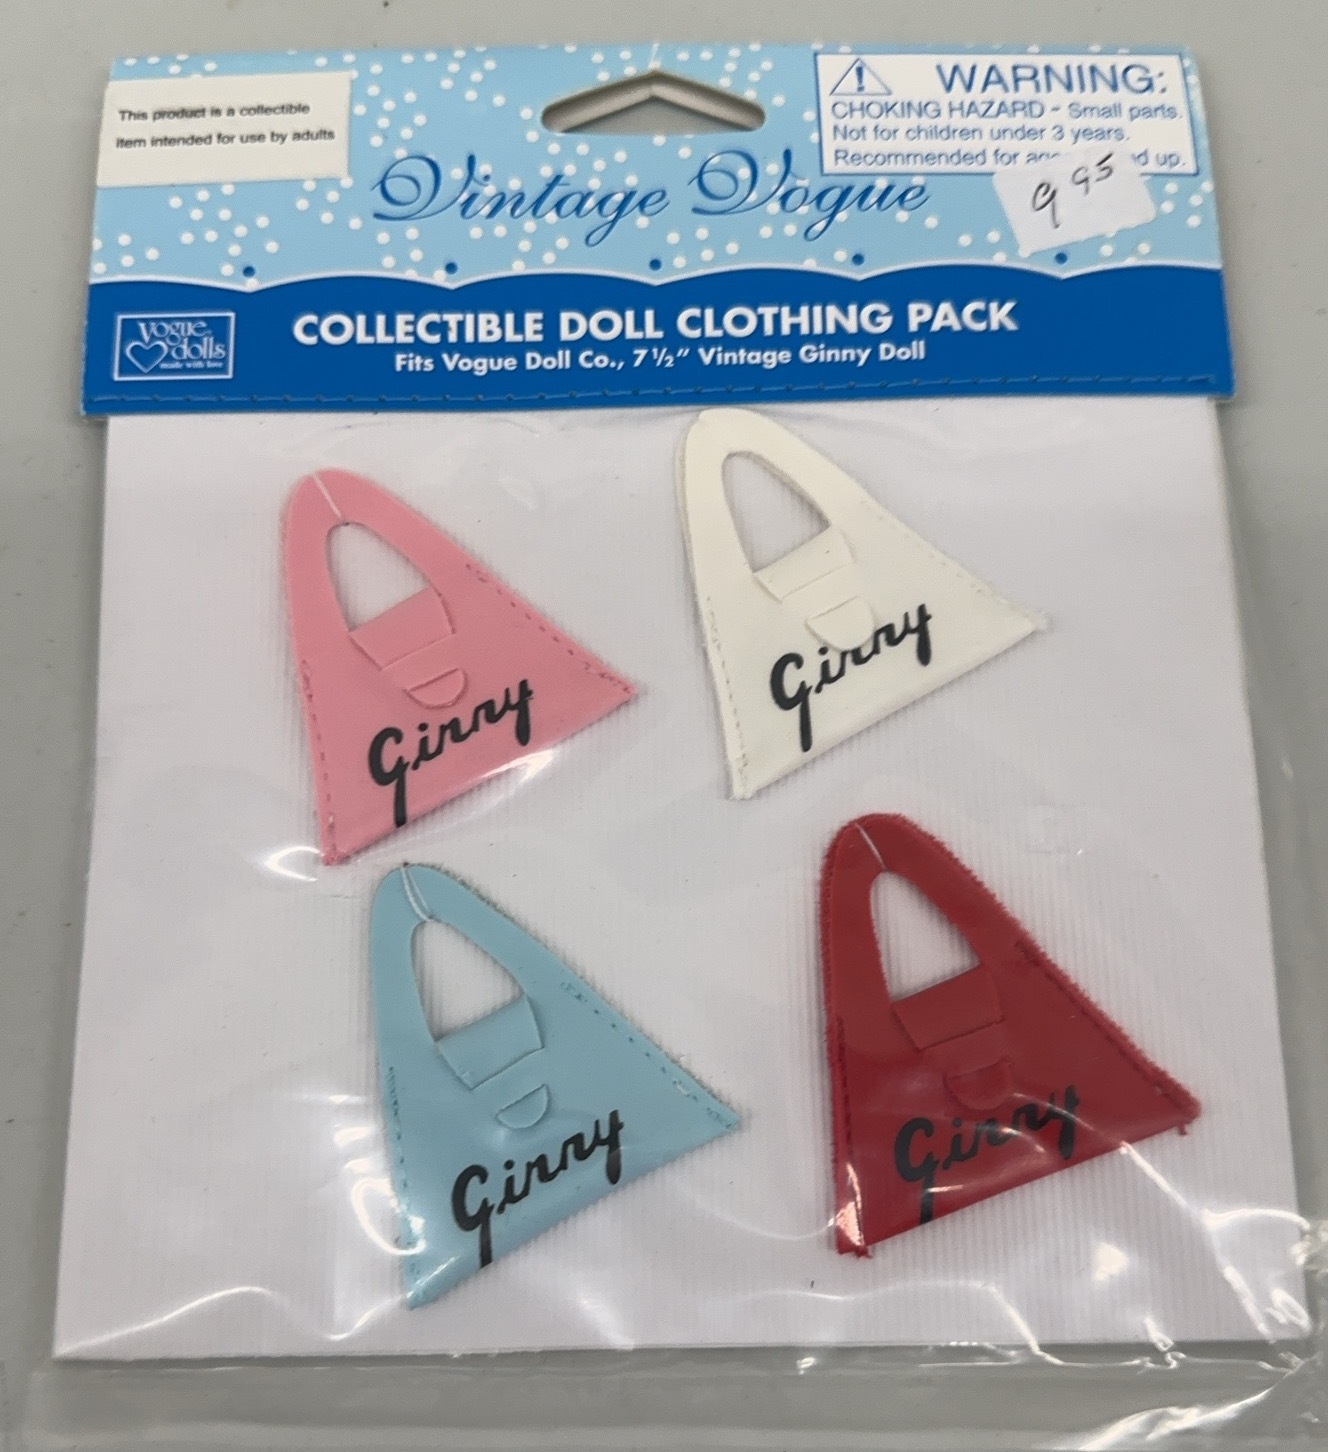 This product is a collectible
item intended for use by adults
WARNING:
CHOKING HAZARD - Small parts.
Not for children under 3 years.
Recommended for and up.
9 95
Vintage Vogue
vogue
dolls
made with love
COLLECTIBLE DOLL CLOTHING PACK
Fits Vogue Doll Co., 7½" Vintage Ginny Doll
Ginny
Ginny
Ginny
Ginny